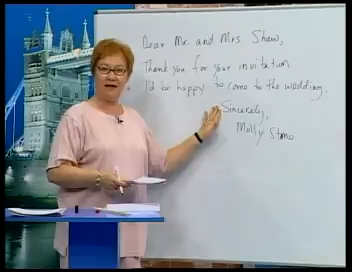 Dear Mr. and Mrs. Shaw,
Thank you for your invitation
I'd be happy to come to the wedding.
Sincerely,
Molly Stone